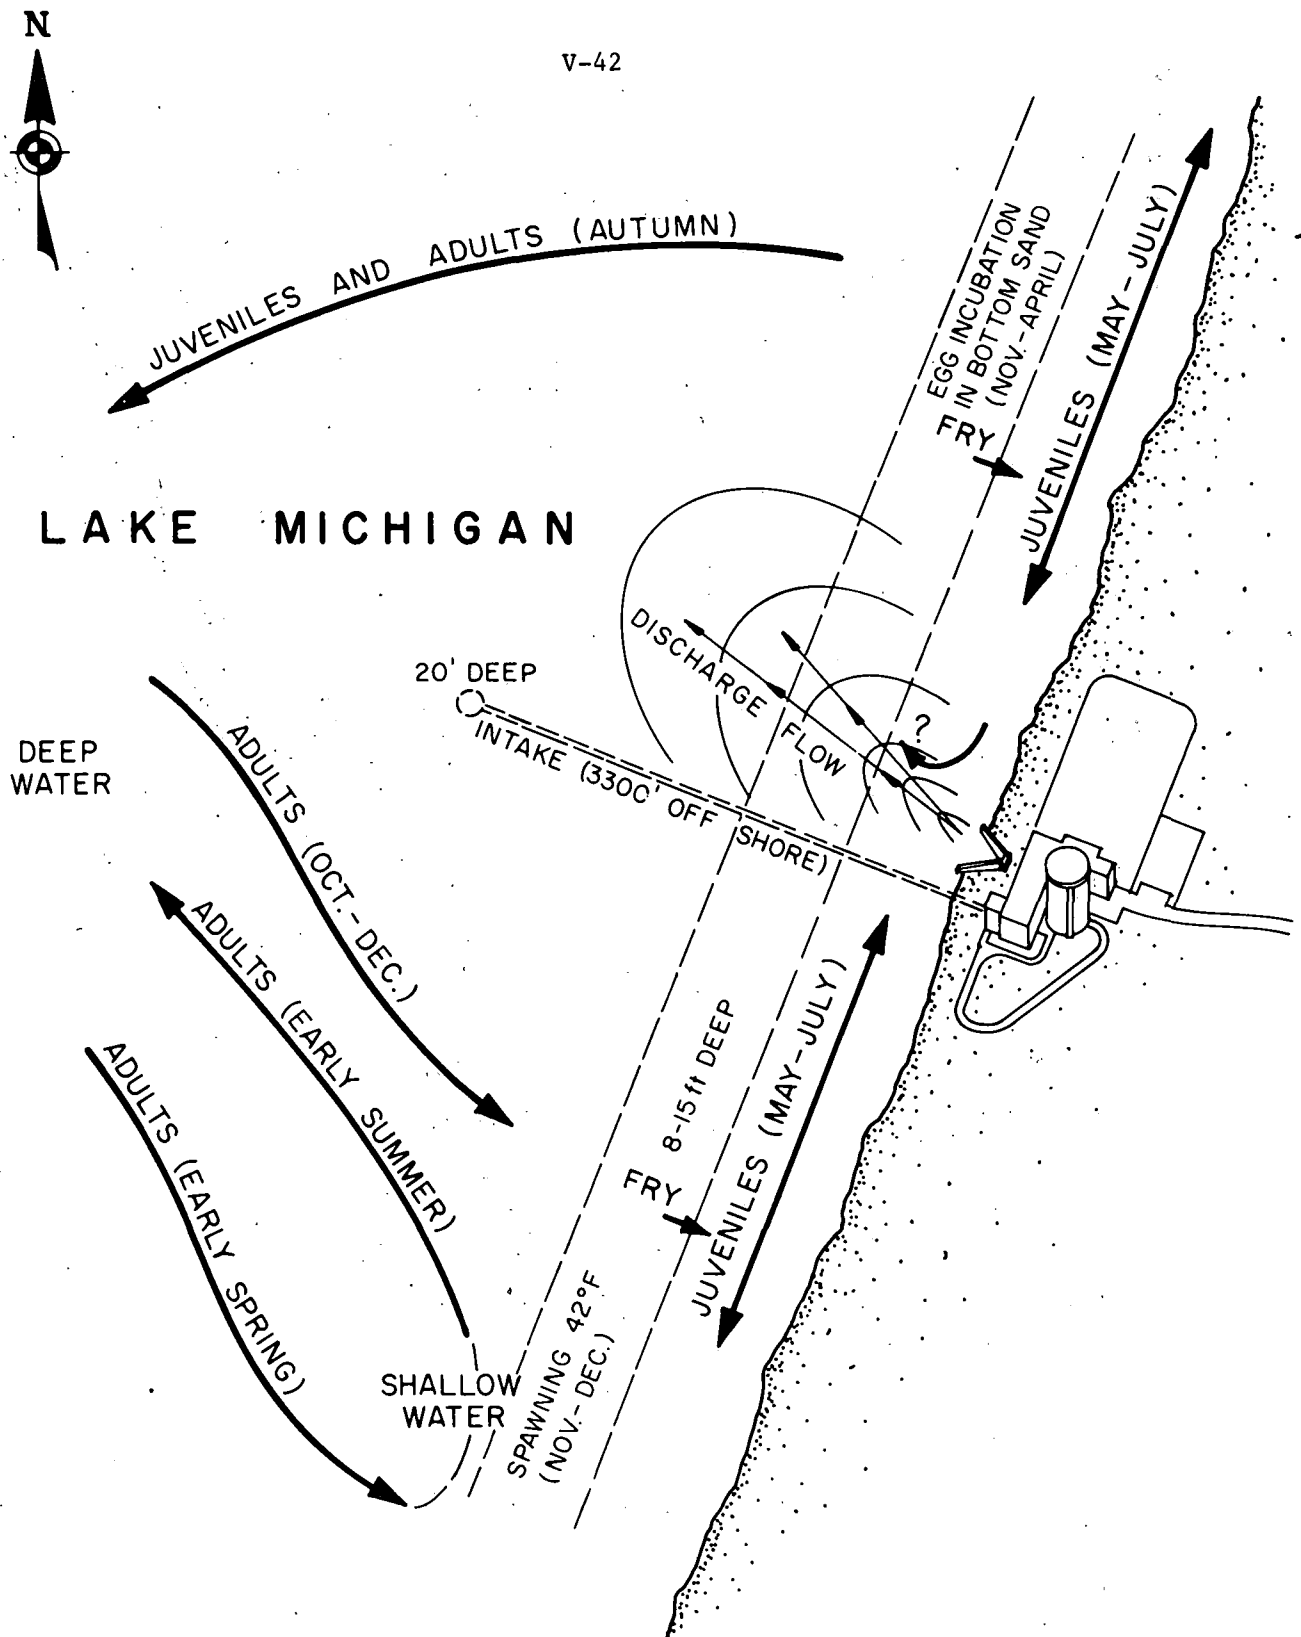 N
V-42
JUVENILES AND ADULTS (AUTUMN)
EGG INCUBATION
IN BOTTOM SAND
(NOV.-APRIL)
FRY
JUVENILES (MAY-JULY)
LAKE MICHIGAN
20' DEEP
INTAKE (3300' OFF SHORE)
DISCHARGE FLOW
?
DEEP
WATER
ADULTS (OCT.-DEC.)
ADULTS (EARLY SUMMER)
ADULTS (EARLY SPRING)
8-15 ft DEEP
FRY
JUVENILES (MAY-JULY)
SHALLOW
WATER
SPAWNING 42°F
(NOV.-DEC.)